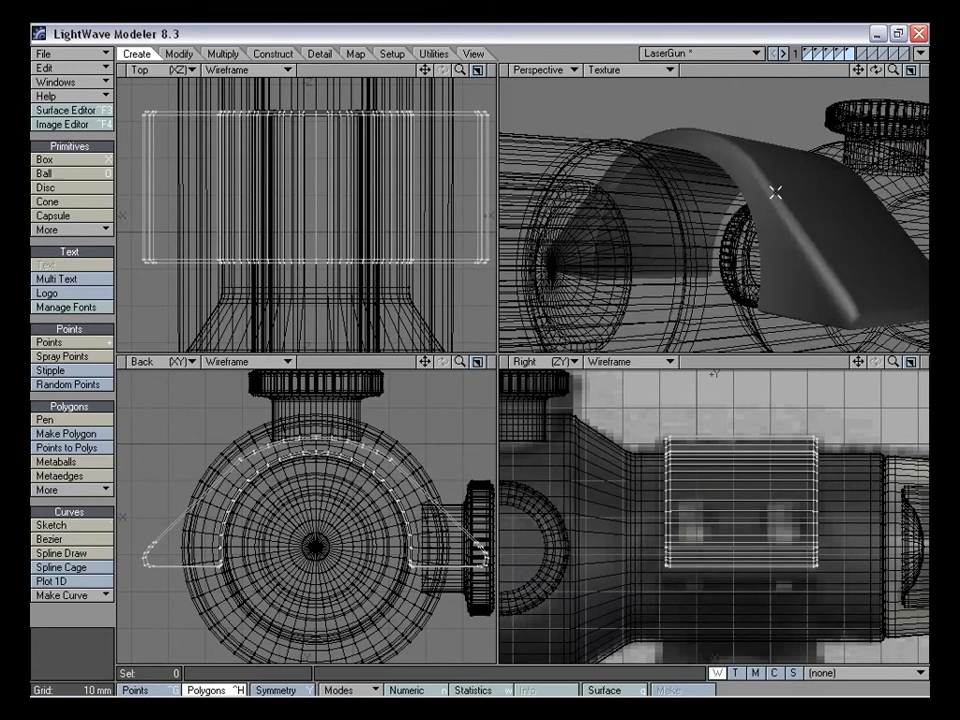 LightWave Modeler 8.3
File Create Modify Multiply Construct Detail Map Setup Utilities View LaserGun * 1
Edit Top (XZ) Wireframe Perspective Texture
Windows
Help
Surface Editor ^F3
Image Editor ^F4
Primitives
Box X
Ball O
Disc
Cone
Capsule
More
Text
Text
Multi Text
Logo
Manage Fonts
Points
Points +
Spray Points
Stipple
Random Points
Back (XY) Wireframe Right (ZY) Wireframe
+Y
Polygons
Pen
Make Polygon
Points to Polys
Metaballs
Metaedges
More
Curves
Sketch
Bezier
Spline Draw
Spline Cage
Plot 1D
Make Curve
Sel: 0 W T M C S (none)
Grid: 10 mm Points ^G Polygons ^H Symmetry Y Modes Numeric n Statistics w Info Surface q Make